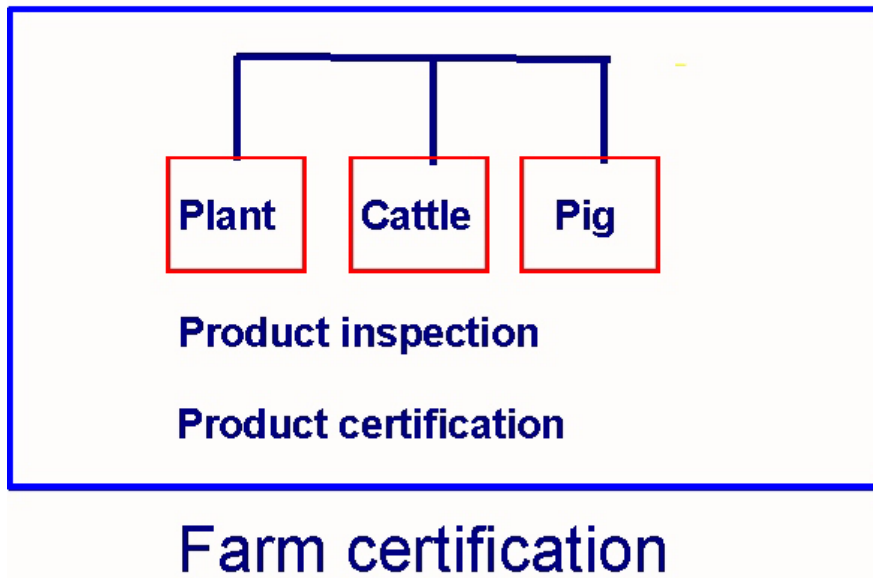 Plant Cattle Pig
Product inspection
Product certification
Farm certification